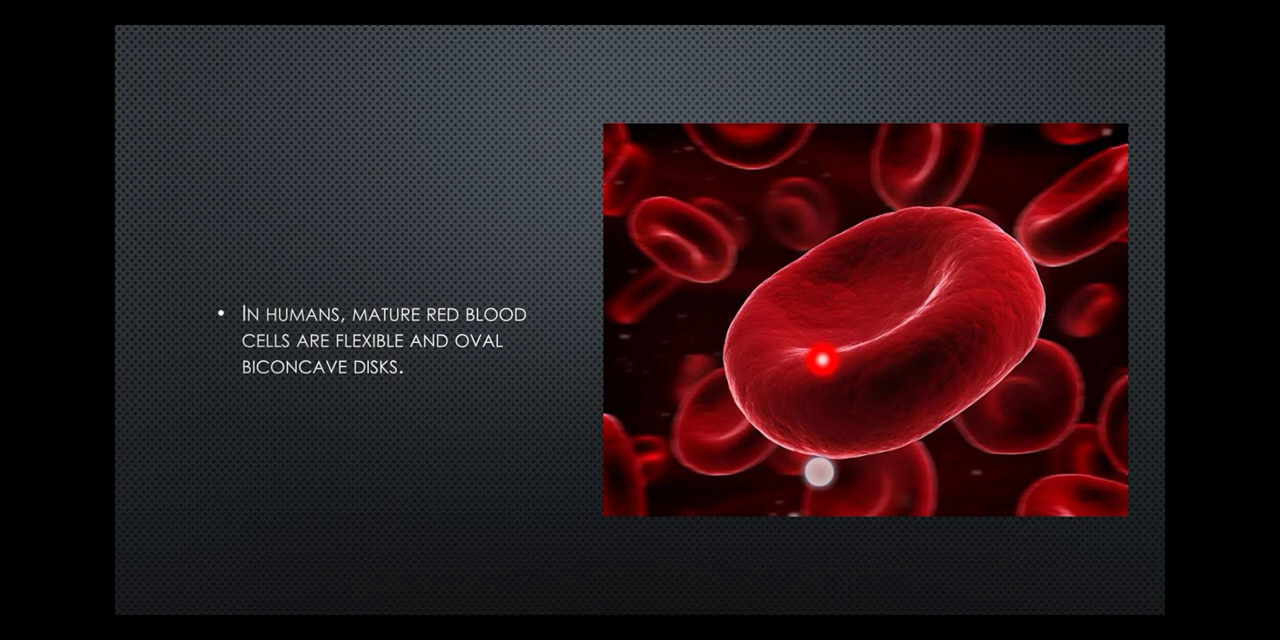 • In humans, mature red blood
cells are flexible and oval
biconcave disks.